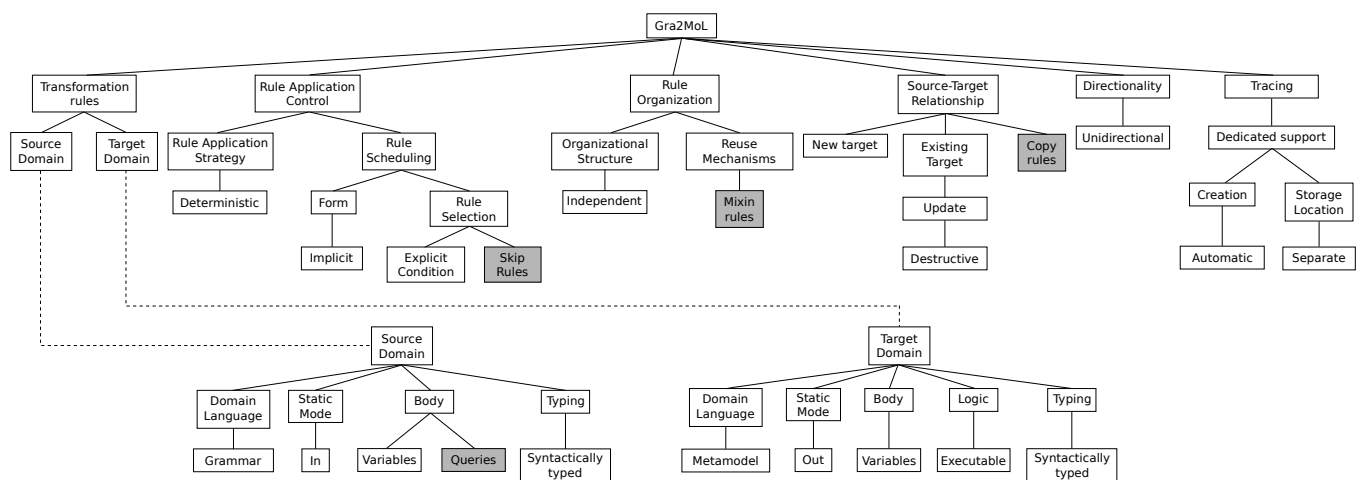 Gra2MoL
Transformation
rules
Rule Application
Control
Rule
Organization
Source-Target
Relationship
Directionality
Tracing
Source
Domain
Target
Domain
Rule Application
Strategy
Rule
Scheduling
Organizational
Structure
Reuse
Mechanisms
New target
Existing
Target
Copy
rules
Unidirectional
Dedicated support
Deterministic
Form
Rule
Selection
Independent
Mixin
rules
Update
Creation
Storage
Location
Implicit
Explicit
Condition
Skip
Rules
Destructive
Automatic
Separate
Source
Domain
Target
Domain
Domain
Language
Static
Mode
Body
Typing
Domain
Language
Static
Mode
Body
Logic
Typing
Grammar
In
Variables
Queries
Syntactically
typed
Metamodel
Out
Variables
Executable
Syntactically
typed